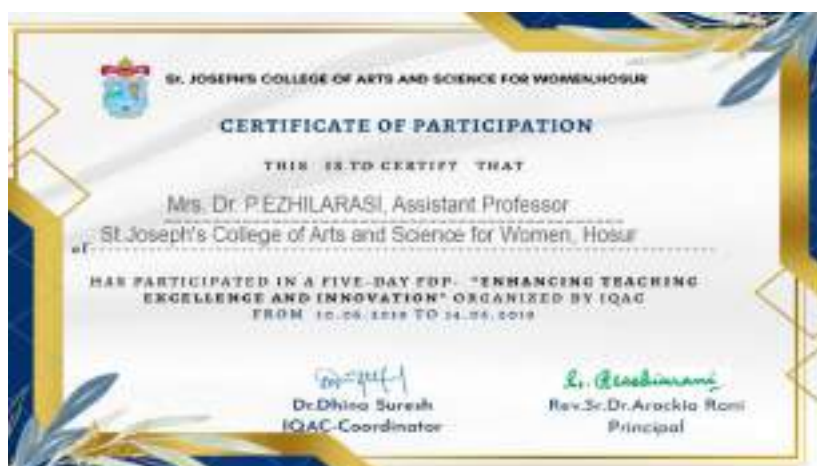 St. JOSEPH'S COLLEGE OF ARTS AND SCIENCE FOR WOMEN,HOSUR
CERTIFICATE OF PARTICIPATION
THIS IS TO CERTIFY THAT
Mrs. Dr. P.EZHILARASI, Assistant Professor
of St.Joseph's College of Arts and Science for Women, Hosur
HAS PARTICIPATED IN A FIVE-DAY FDP- "ENHANCING TEACHING
EXCELLENCE AND INNOVATION" ORGANIZED BY IQAC
FROM TO
Dr.Dhina Suresh
Rev.Sr.Dr.Arockia Rani
IQAC-Coordinator
Principal